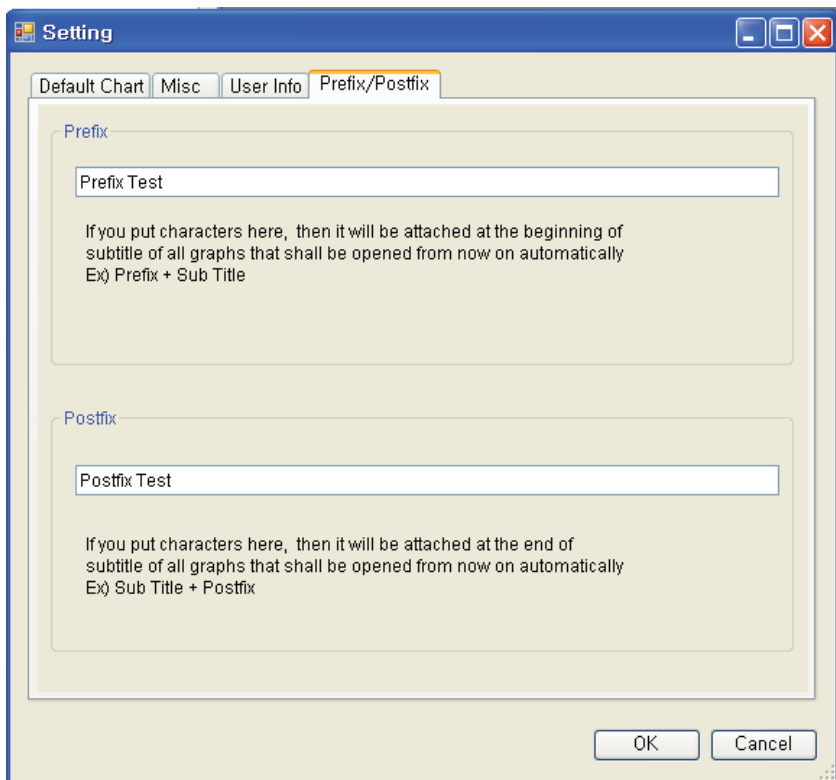 Setting
Default Chart Misc User Info Prefix/Postfix
Prefix
Prefix Test
If you put characters here, then it will be attached at the beginning of
subtitle of all graphs that shall be opened from now on automatically
Ex) Prefix + Sub Title
Postfix
Postfix Test
If you put characters here, then it will be attached at the end of
subtitle of all graphs that shall be opened from now on automatically
Ex) Sub Title + Postfix
OK Cancel